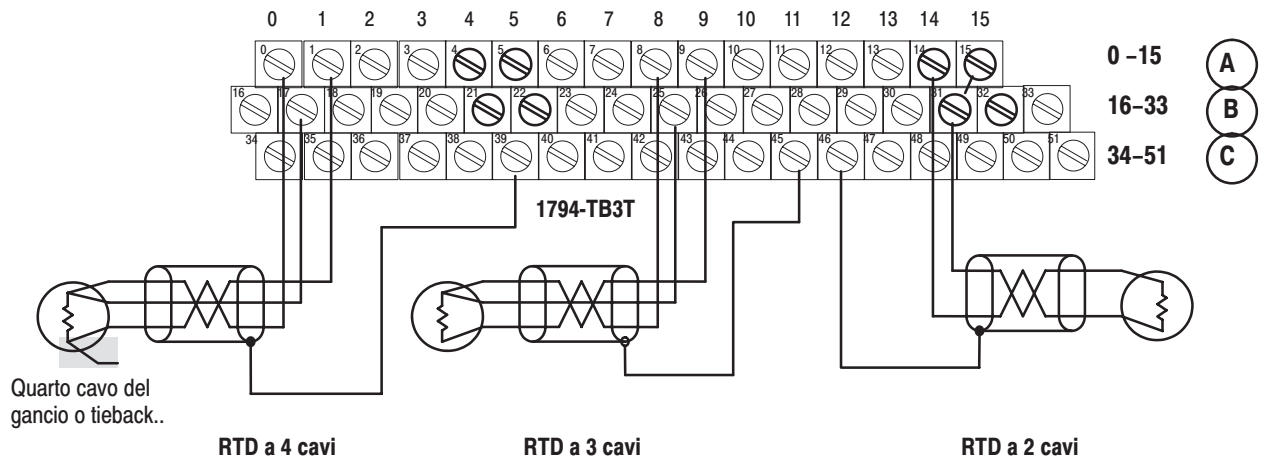 0 1 2 3 4 5 6 7 8 9 10 11 12 13 14 15
0 1 2 3 4 5 6 7 8 9 10 11 12 13 14 15 0 –15 A
16 17 18 19 20 21 22 23 24 25 26 27 28 29 30 31 32 33 16–33 B
34 35 36 37 38 39 40 41 42 43 44 45 46 47 48 49 50 51 34–51 C
1794-TB3T
Quarto cavo del
gancio o tieback..
RTD a 4 cavi RTD a 3 cavi RTD a 2 cavi